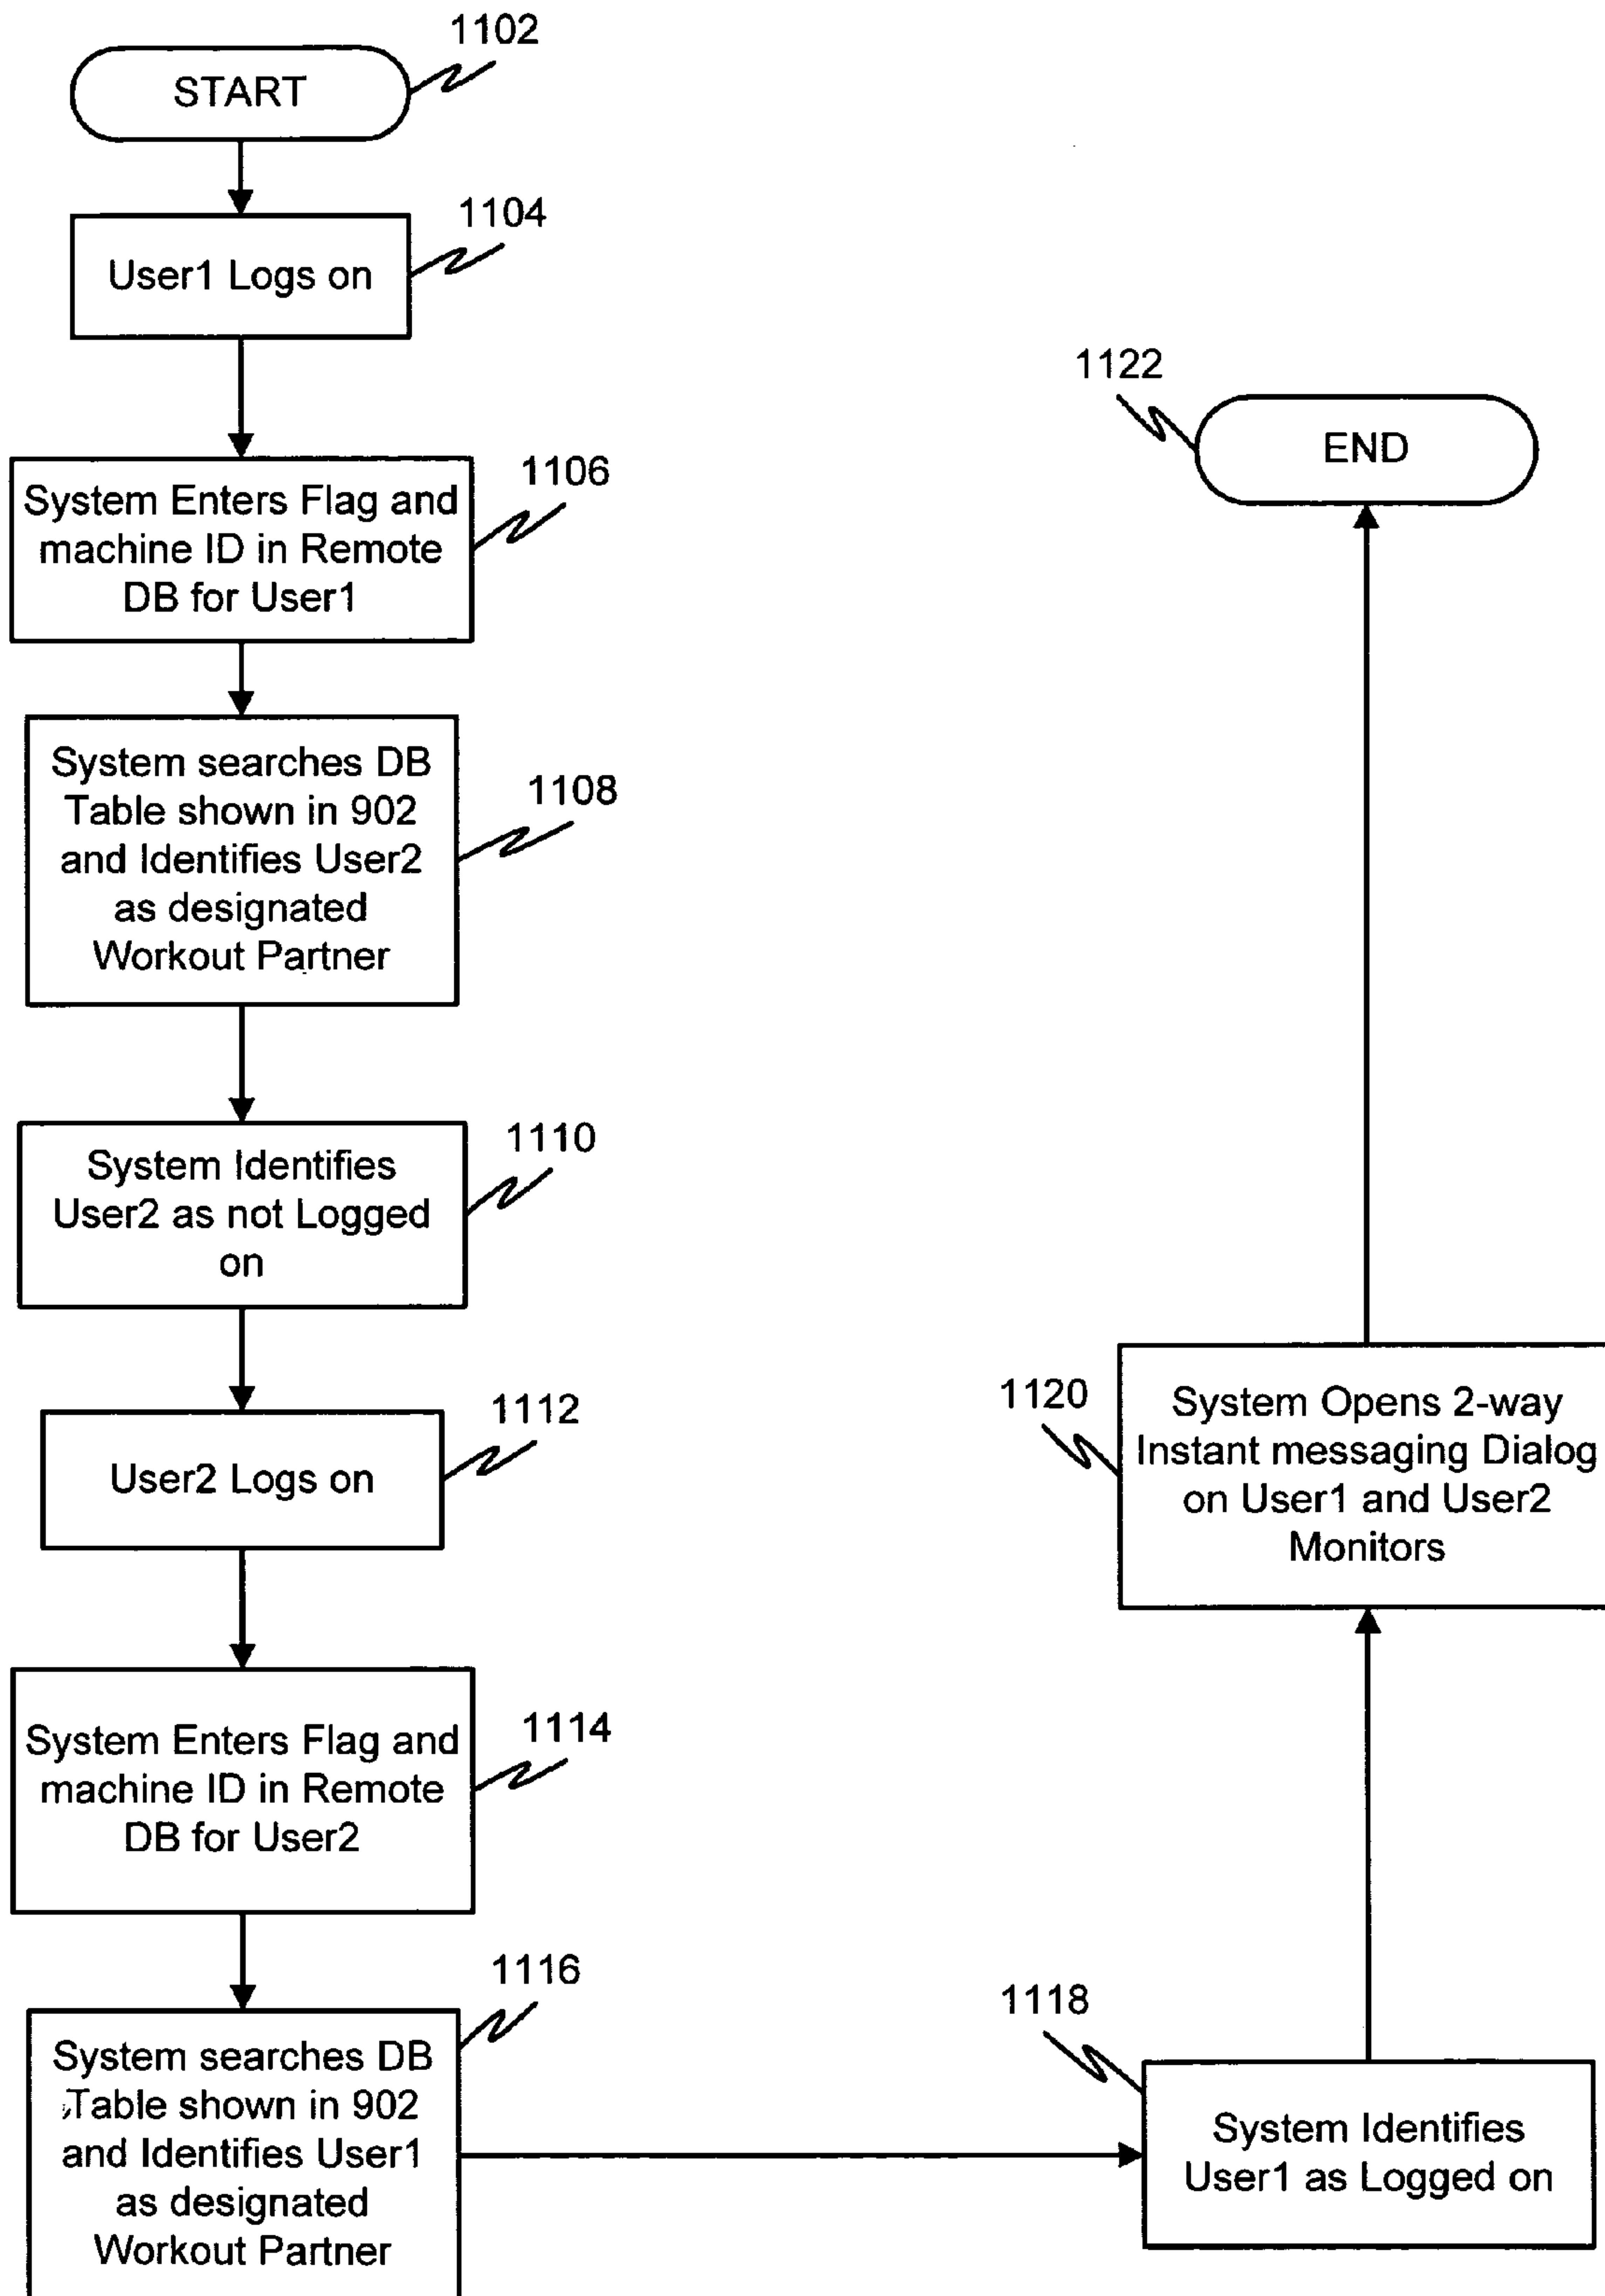 1102
START
1104
User1 Logs on
1106
System Enters Flag and
machine ID in Remote
DB for User1
1108
System searches DB
Table shown in 902
and Identifies User2
as designated
Workout Partner
1110
System Identifies
User2 as not Logged
on
1112
User2 Logs on
1114
System Enters Flag and
machine ID in Remote
DB for User2
1116
System searches DB
Table shown in 902
and Identifies User1
as designated
Workout Partner
1118
System Identifies
User1 as Logged on
1120
System Opens 2-way
Instant messaging Dialog
on User1 and User2
Monitors
1122
END